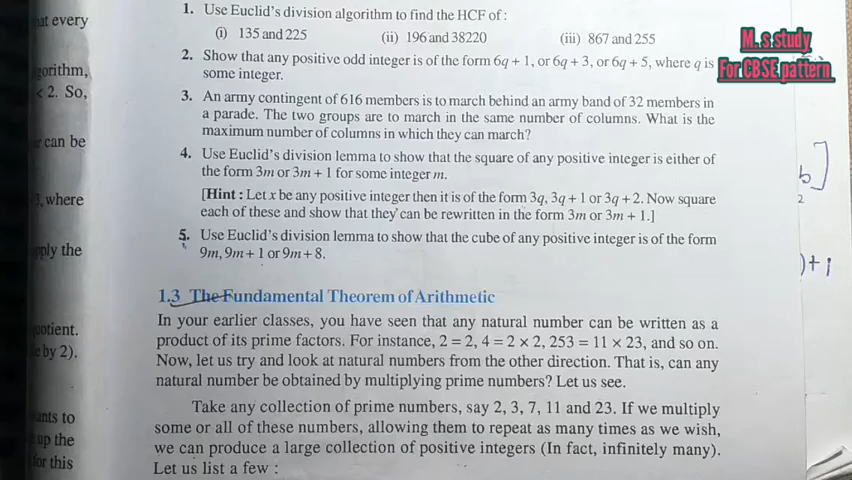 at every
gorithm,
< 2. So,
can be
3, where
pply the
quotient.
e by 2).
ants to
up the
for this
1. Use Euclid's division algorithm to find the HCF of :
(i) 135 and 225 (ii) 196 and 38220 (iii) 867 and 255
2. Show that any positive odd integer is of the form 6q + 1, or 6q + 3, or 6q + 5, where q is
some integer.
3. An army contingent of 616 members is to march behind an army band of 32 members in
a parade. The two groups are to march in the same number of columns. What is the
maximum number of columns in which they can march?
4. Use Euclid's division lemma to show that the square of any positive integer is either of
the form 3m or 3m + 1 for some integer m.
[Hint : Let x be any positive integer then it is of the form 3q, 3q + 1 or 3q + 2. Now square
each of these and show that they can be rewritten in the form 3m or 3m + 1.]
5. Use Euclid's division lemma to show that the cube of any positive integer is of the form
9m, 9m + 1 or 9m + 8.
1.3 The Fundamental Theorem of Arithmetic
In your earlier classes, you have seen that any natural number can be written as a
product of its prime factors. For instance, 2 = 2, 4 = 2 × 2, 253 = 11 × 23, and so on.
Now, let us try and look at natural numbers from the other direction. That is, can any
natural number be obtained by multiplying prime numbers? Let us see.
Take any collection of prime numbers, say 2, 3, 7, 11 and 23. If we multiply
some or all of these numbers, allowing them to repeat as many times as we wish,
we can produce a large collection of positive integers (In fact, infinitely many).
Let us list a few :
M. s study
For CBSE pattern
b]
2
)+ i